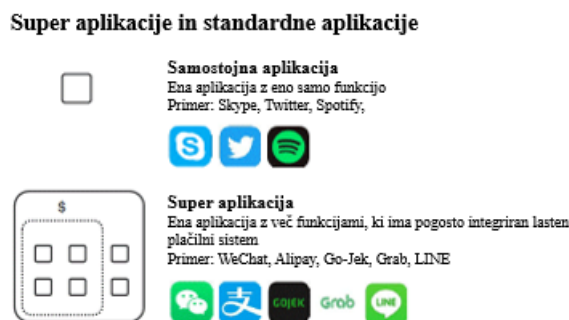 Super aplikacije in standardne aplikacije
Samostojna aplikacija
Ena aplikacija z eno samo funkcijo
Primer: Skype, Twitter, Spotify,
S
$
Super aplikacija
Ena aplikacija z več funkcijami, ki ima pogosto integriran lasten
plačilni sistem
Primer: WeChat, Alipay, Go-Jek, Grab, LINE
支 GOJEK Grab LINE